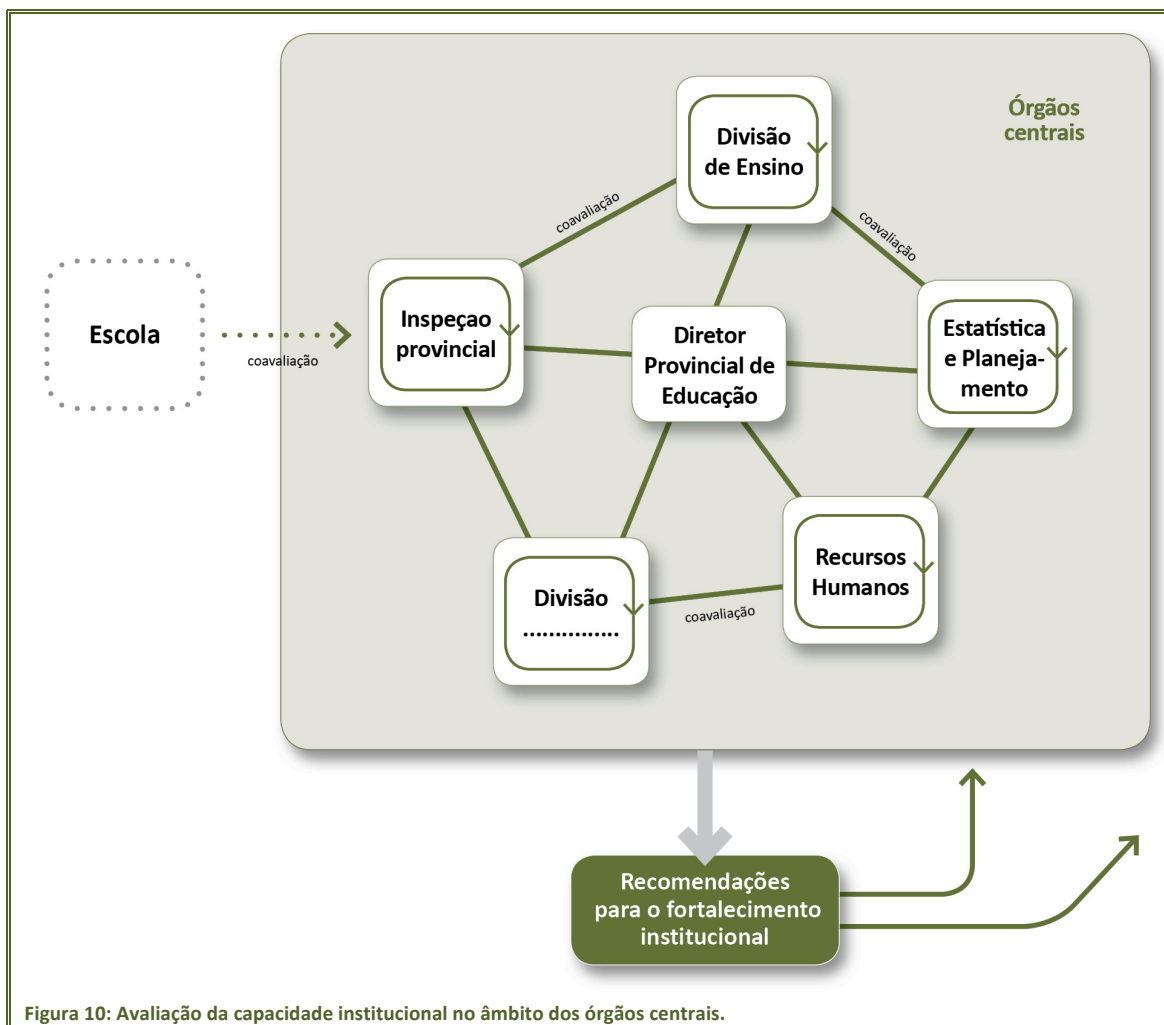 Órgãos
centrais
Divisão
de Ensino
coavaliação
coavaliação
Escola
coavaliação
Inspeçao
provincial
Diretor
Provincial de
Educação
Estatística
e Planeja-
mento
Divisão
...............
coavaliação
Recursos
Humanos
Recomendações
para o fortalecimento
institucional
Figura 10: Avaliação da capacidade institucional no âmbito dos órgãos centrais.